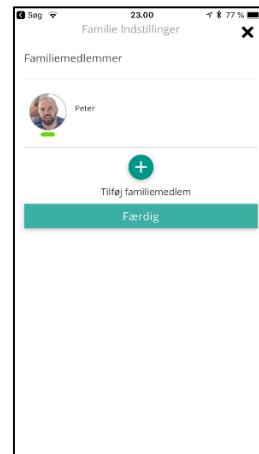 Søg 23.00 77 %
Familie Indstillinger
Familiemedlemmer
Peter
Tilføj familiemedlem
Færdig